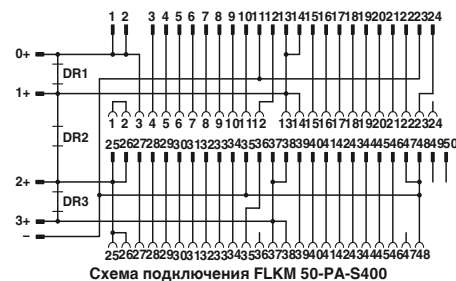 1 2 3 4 5 6 7 8 9 10 11 12 13 14 15 16 17 18 19 20 21 22 23 24
0+
DR1
1+
1 2 3 4 5 6 7 8 9 10 11 12 13 14 15 16 17 18 19 20 21 22 23 24
DR2
25 26 27 28 29 30 31 32 33 34 35 36 37 38 39 40 41 42 43 44 45 46 47 48 49 50
2+
DR3
3+
–
25 26 27 28 29 30 31 32 33 34 35 36 37 38 39 40 41 42 43 44 45 46 47 48
Схема подключения FLKM 50-PA-S400